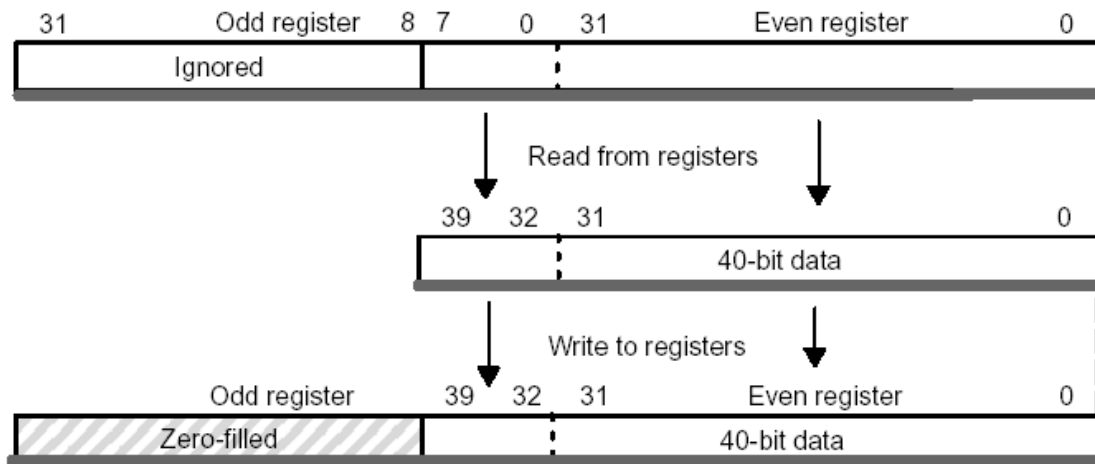 31 Odd register 8 7 0 31 Even register 0
Ignored
Read from registers
39 32 31 0
40-bit data
Write to registers
Odd register 39 32 31 Even register 0
Zero-filled 40-bit data